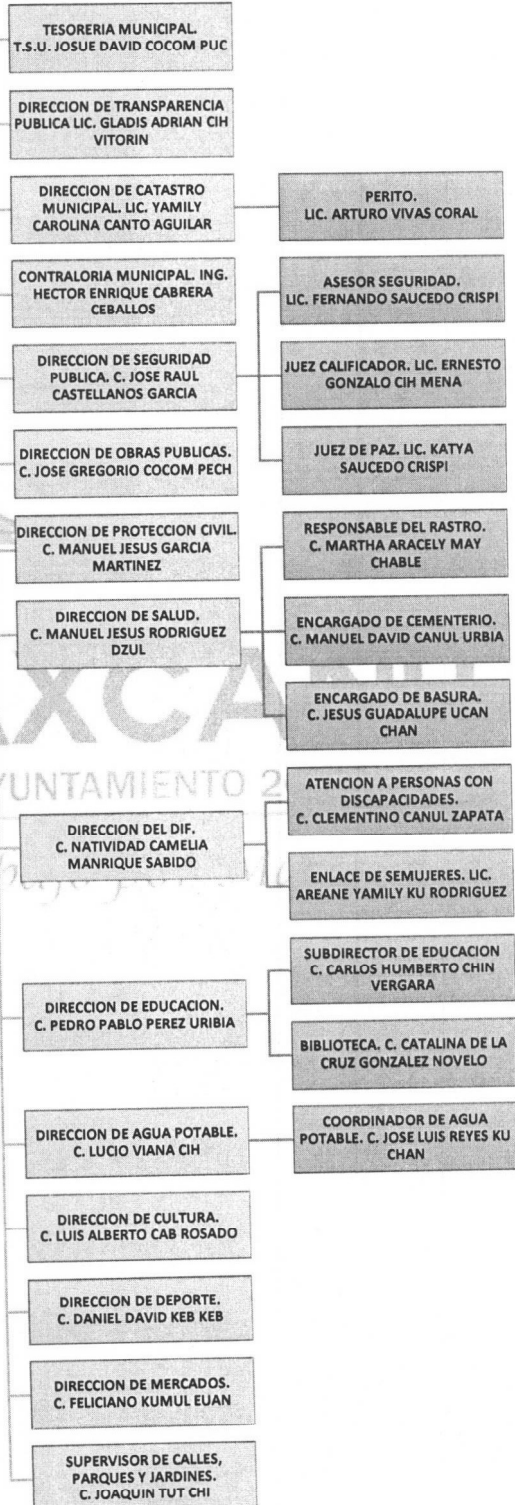 TESORERIA MUNICIPAL.
T.S.U. JOSUE DAVID COCOM PUC
DIRECCION DE TRANSPARENCIA
PUBLICA LIC. GLADIS ADRIAN CIH
VITORIN
DIRECCION DE CATASTRO
MUNICIPAL. LIC. YAMILY
CAROLINA CANTO AGUILAR
PERITO.
LIC. ARTURO VIVAS CORAL
CONTRALORIA MUNICIPAL. ING.
HECTOR ENRIQUE CABRERA
CEBALLOS
DIRECCION DE SEGURIDAD
PUBLICA. C. JOSE RAUL
CASTELLANOS GARCIA
ASESOR SEGURIDAD.
LIC. FERNANDO SAUCEDO CRISPI
JUEZ CALIFICADOR. LIC. ERNESTO
GONZALO CIH MENA
JUEZ DE PAZ. LIC. KATYA
SAUCEDO CRISPI
DIRECCION DE OBRAS PUBLICAS.
C. JOSE GREGORIO COCOM PECH
DIRECCION DE PROTECCION CIVIL.
C. MANUEL JESUS GARCIA
MARTINEZ
DIRECCION DE SALUD.
C. MANUEL JESUS RODRIGUEZ
DZUL
RESPONSABLE DEL RASTRO.
C. MARTHA ARACELY MAY
CHABLE
ENCARGADO DE CEMENTERIO.
C. MANUEL DAVID CANUL URBIA
ENCARGADO DE BASURA.
C. JESUS GUADALUPE UCAN
CHAN
AXCA
YUNTAMIENTO 2
DIRECCION DEL DIF.
C. NATIVIDAD CAMELIA
MANRIQUE SABIDO
ATENCION A PERSONAS CON
DISCAPACIDADES.
C. CLEMENTINO CANUL ZAPATA
ENLACE DE SEMUJERES. LIC.
AREANE YAMILY KU RODRIGUEZ
DIRECCION DE EDUCACION.
C. PEDRO PABLO PEREZ URIBIA
SUBDIRECTOR DE EDUCACION
C. CARLOS HUMBERTO CHIN
VERGARA
BIBLIOTECA. C. CATALINA DE LA
CRUZ GONZALEZ NOVELO
DIRECCION DE AGUA POTABLE.
C. LUCIO VIANA CIH
COORDINADOR DE AGUA
POTABLE. C. JOSE LUIS REYES KU
CHAN
DIRECCION DE CULTURA.
C. LUIS ALBERTO CAB ROSADO
DIRECCION DE DEPORTE.
C. DANIEL DAVID KEB KEB
DIRECCION DE MERCADOS.
C. FELICIANO KUMUL EUAN
SUPERVISOR DE CALLES,
PARQUES Y JARDINES.
C. JOAQUIN TUT CHI